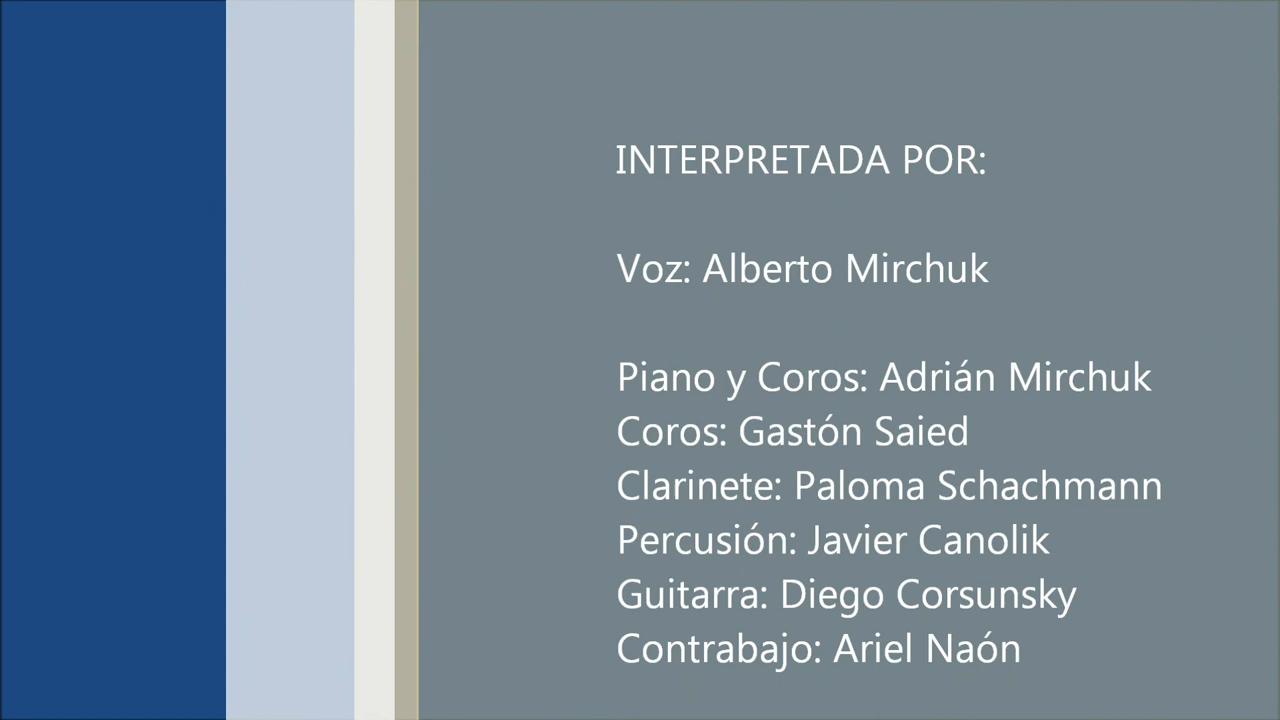 INTERPRETADA POR:
Voz: Alberto Mirchuk
Piano y Coros: Adrián Mirchuk
Coros: Gastón Saied
Clarinete: Paloma Schachmann
Percusión: Javier Canolik
Guitarra: Diego Corsunsky
Contrabajo: Ariel Naón